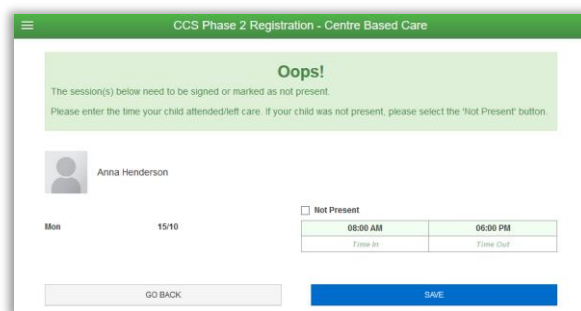 CCS Phase 2 Registration - Centre Based Care
Oops!
The session(s) below need to be signed or marked as not present.
Please enter the time your child attended/left care. If your child was not present, please select the 'Not Present' button.
Anna Henderson
Not Present
Mon 15/10 08:00 AM 06:00 PM
Time In Time Out
GO BACK SAVE